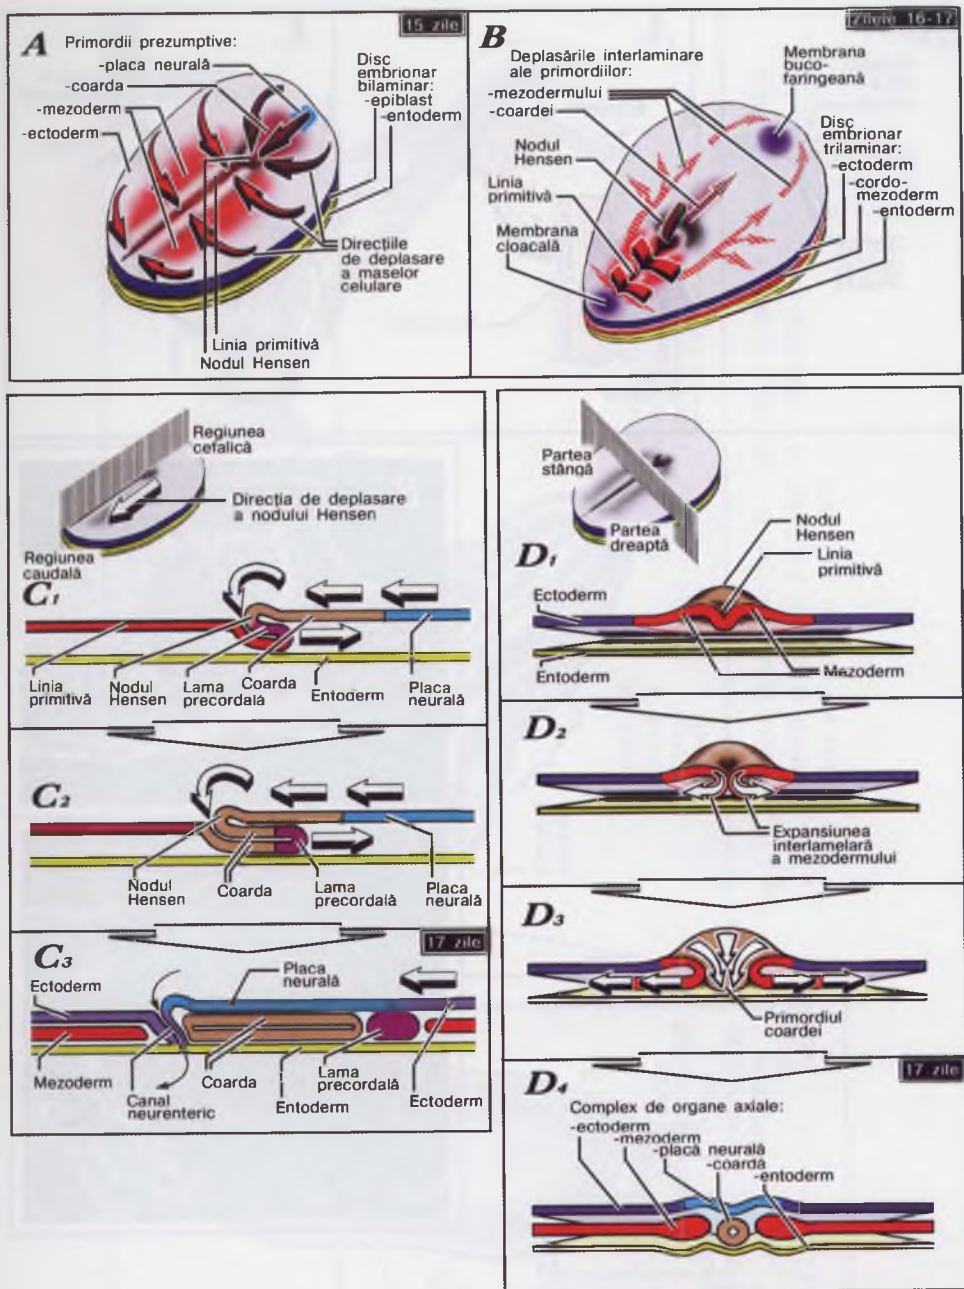 A
15 zile
Primordii prezumptive:
-placa neurală
-coarda
-mezoderm
-ectoderm
Disc
embrionar
bilaminar:
-epiblast
-entoderm
Direcțiile
de deplasare
a maselor
celulare
Linia primitivă
Nodul Hensen
B
Zilele 16-17
Deplasările interlaminare
ale primordiilor:
-mezodermului
-coardei
Membrana
buco-
faringeană
Nodul
Hensen
Linia
primitivă
Membrana
cloacală
Disc
embrionar
trilaminar:
-ectoderm
-cordo-
mezoderm
-entoderm
Regiunea
cefalică
Direcția de deplasare
a nodului Hensen
Regiunea
caudală
C1
Linia
primitivă
Nodul
Hensen
Lama
precordală
Coarda
Entoderm
Placa
neurală
C2
Nodul
Hensen
Coarda
Lama
precordală
Placa
neurală
C3
17 zile
Ectoderm
Placa
neurală
Mezoderm
Canal
neurenteric
Coarda
Entoderm
Lama
precordală
Ectoderm
Partea
stângă
Partea
dreaptă
D1
Nodul
Hensen
Linia
primitivă
Ectoderm
Entoderm
Mezoderm
D2
Expansiunea
interlamelară
a mezodermului
D3
Primordiul
coardei
D4
17 zile
Complex de organe axiale:
-ectoderm
-mezoderm
-placă neurală
-coardă
-entoderm